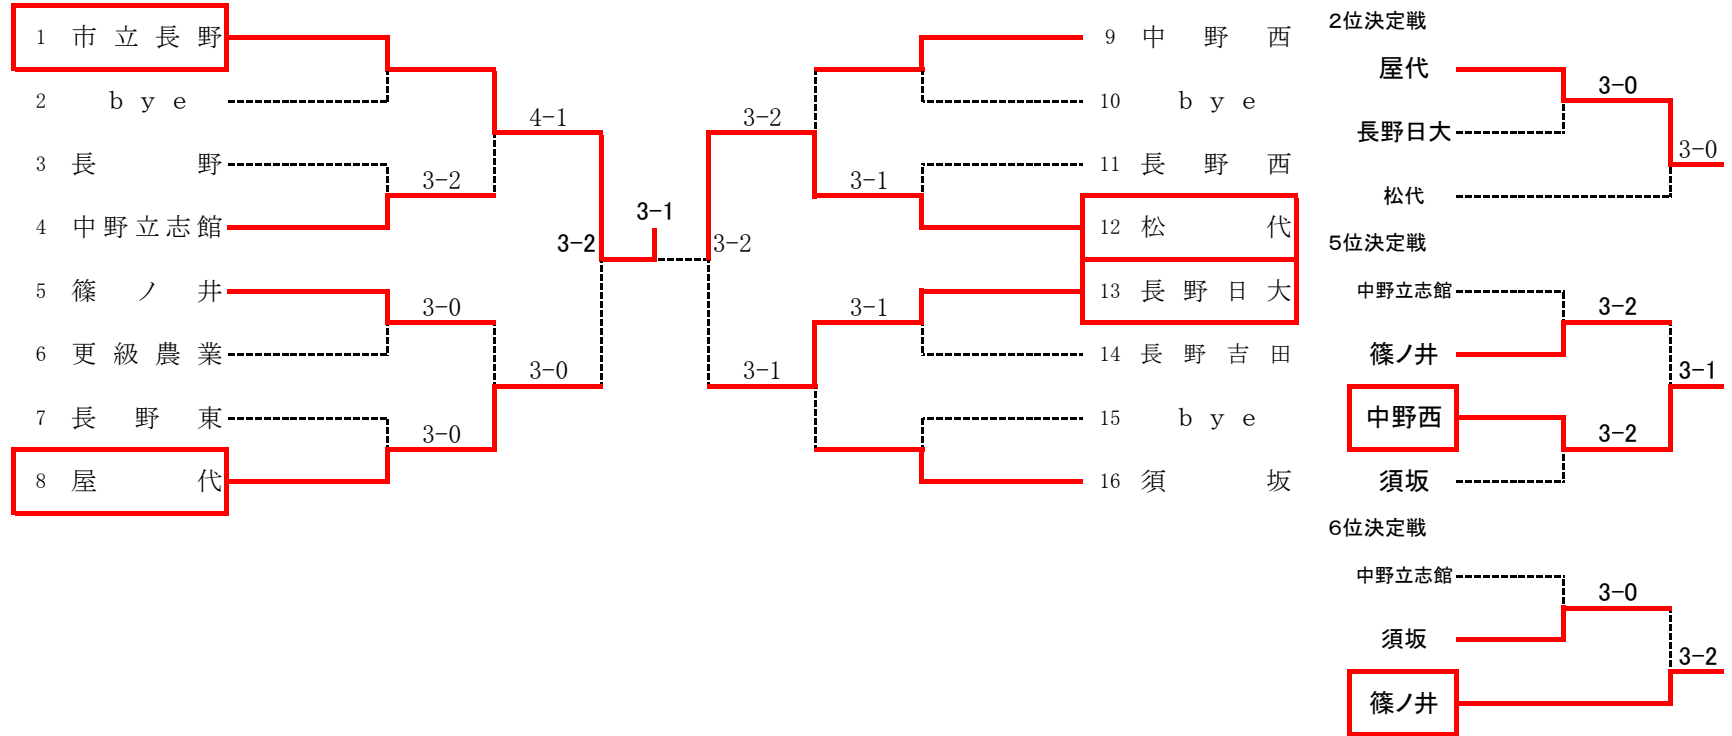 1 市立長野
2 bye
3 長野
4 中野立志館
5 篠ノ井
6 更級農業
7 長野東
8 屋代
3-2
3-0
3-0
4-1
3-0
3-2
3-1
3-2
3-2
3-1
3-1
3-1
9 中野西
10 bye
11 長野西
12 松代
13 長野日大
14 長野吉田
15 bye
16 須坂
2位決定戦
屋代
3-0
長野日大
3-0
松代
5位決定戦
中野立志館
3-2
篠ノ井
3-1
中野西
3-2
須坂
6位決定戦
中野立志館
3-0
須坂
3-2
篠ノ井